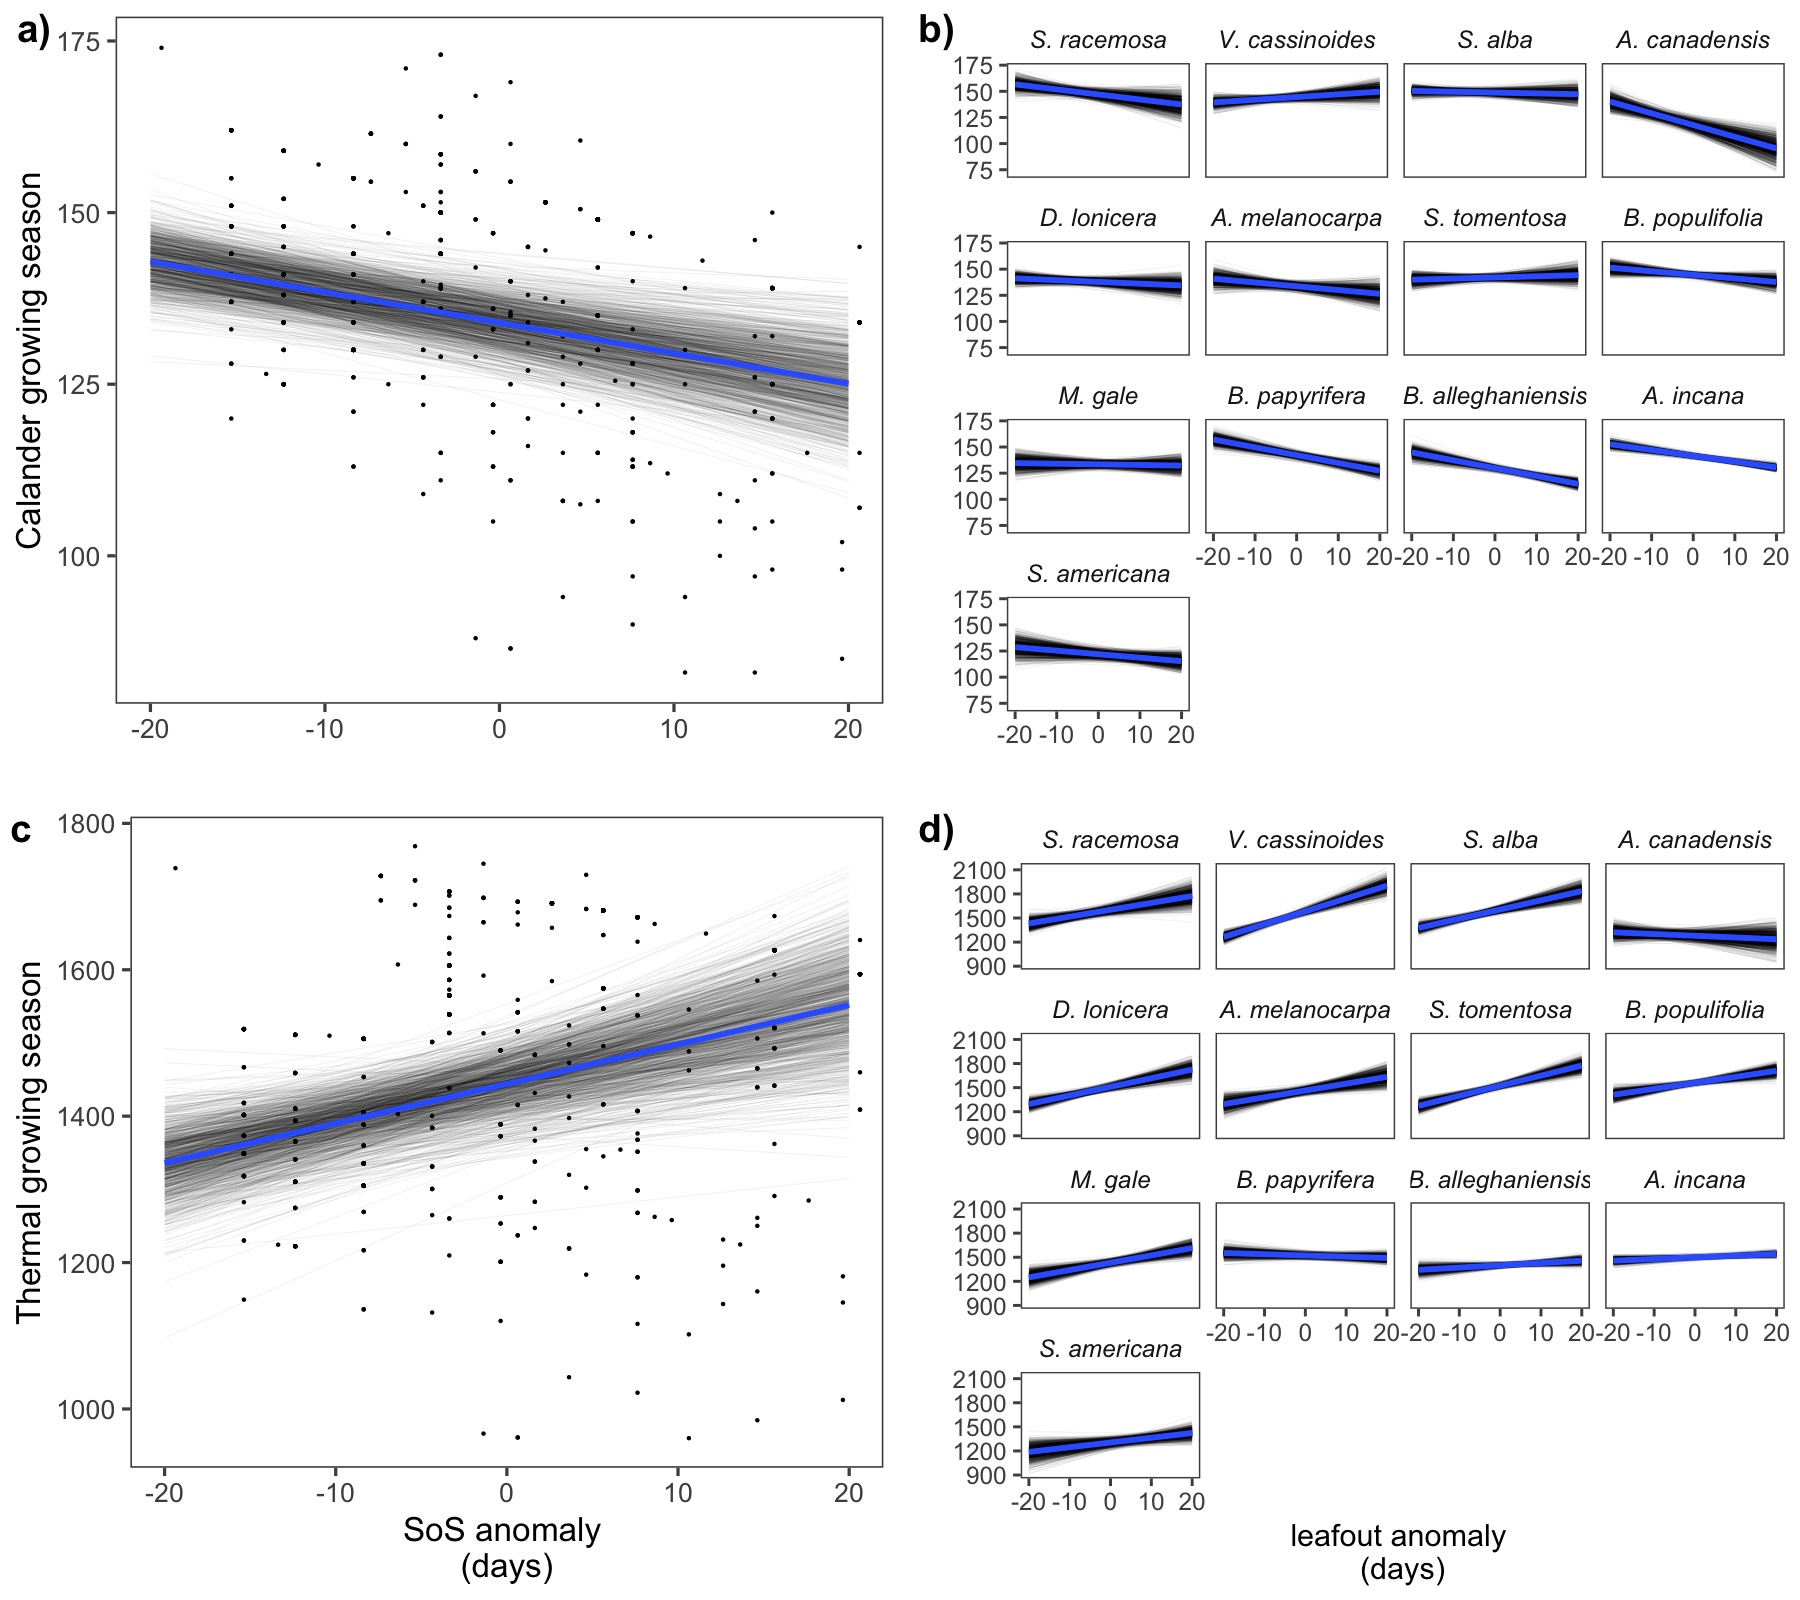 a)
Calander growing season
175
150
125
100
-20 -10 0 10 20
b)
S. racemosa V. cassinoides S. alba A. canadensis
175
150
125
100
75
D. lonicera A. melanocarpa S. tomentosa B. populifolia
175
150
125
100
75
M. gale B. papyrifera B. alleghaniensis A. incana
175
150
125
100
75
-20 -10 0 10 20 -20 -10 0 10 20 -20 -10 0 10 20
S. americana
175
150
125
100
75
-20 -10 0 10 20
c
Thermal growing season
1800
1600
1400
1200
1000
-20 -10 0 10 20
SoS anomaly
(days)
d)
S. racemosa V. cassinoides S. alba A. canadensis
2100
1800
1500
1200
900
D. lonicera A. melanocarpa S. tomentosa B. populifolia
2100
1800
1500
1200
900
M. gale B. papyrifera B. alleghaniensis A. incana
2100
1800
1500
1200
900
-20 -10 0 10 20 -20 -10 0 10 20 -20 -10 0 10 20
S. americana
2100
1800
1500
1200
900
-20 -10 0 10 20
leafout anomaly
(days)